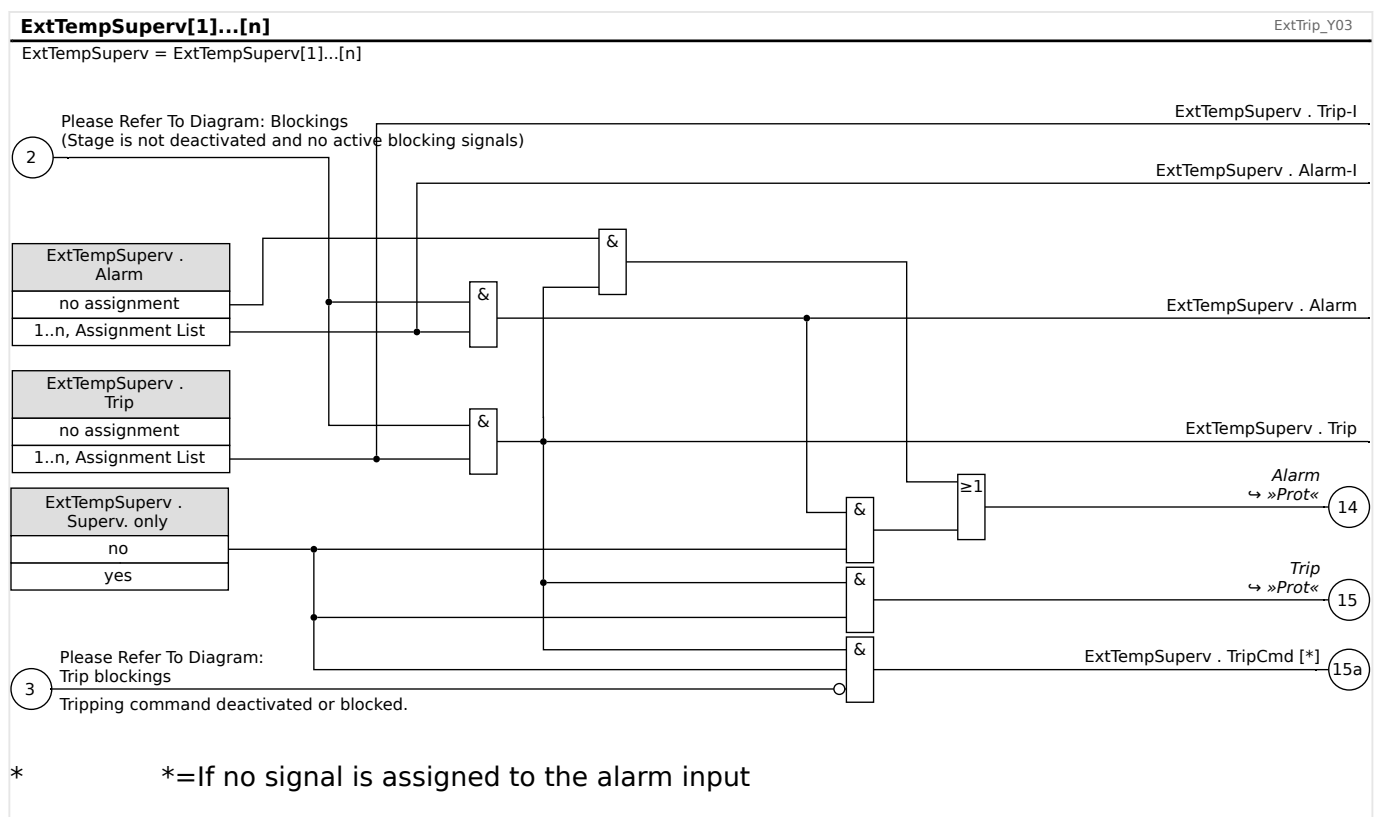 ExtTempSuperv[1]...[n]
ExtTrip_Y03
ExtTempSuperv = ExtTempSuperv[1]...[n]
Please Refer To Diagram: Blockings
(Stage is not deactivated and no active blocking signals)
2
ExtTempSuperv . Trip-I
ExtTempSuperv . Alarm-I
ExtTempSuperv .
Alarm
no assignment
1..n, Assignment List
&
&
ExtTempSuperv . Alarm
ExtTempSuperv .
Trip
no assignment
1..n, Assignment List
&
ExtTempSuperv . Trip
ExtTempSuperv .
Superv. only
no
yes
&
≥1
Alarm
↪ »Prot«
14
&
Trip
↪ »Prot«
15
Please Refer To Diagram:
Trip blockings
3
Tripping command deactivated or blocked.
&
ExtTempSuperv . TripCmd [*]
15a
* *=If no signal is assigned to the alarm input